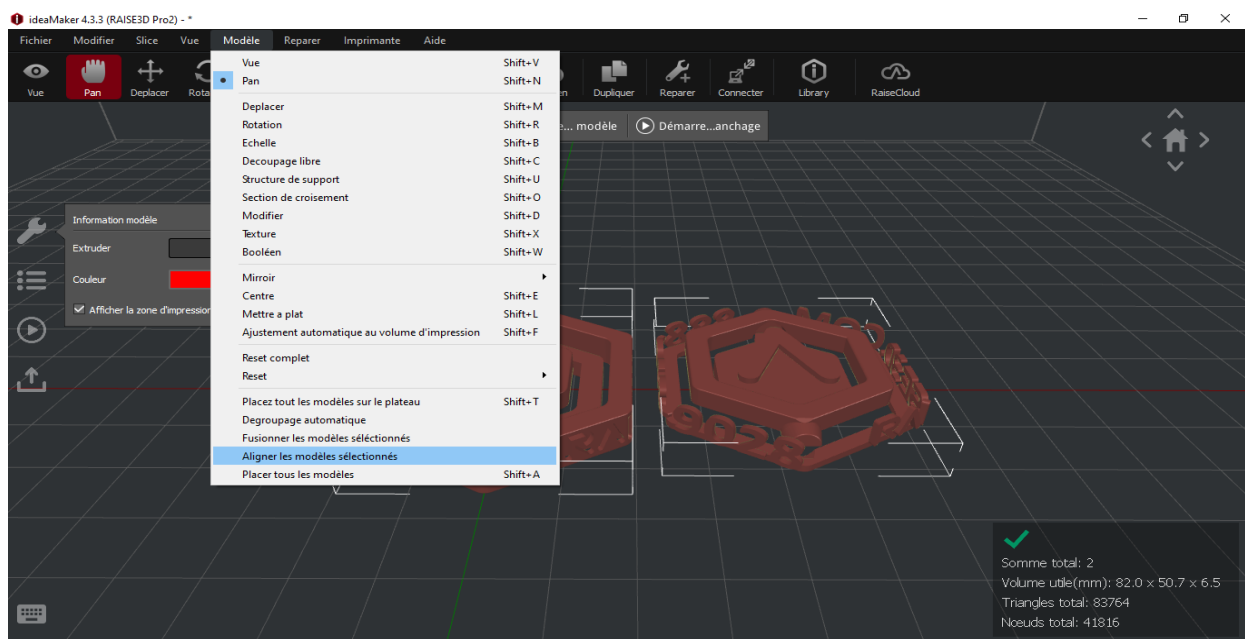 ideaMaker 4.3.3 (RAISE3D Pro2) - *
Fichier Modifier Slice Vue Modèle Reparer Imprimante Aide
Vue Pan Deplacer Rota en Dupliquer Reparer Connecter Library RaiseCloud
Vue Shift+V
Pan Shift+N
Deplacer Shift+M
Rotation Shift+R
Echelle Shift+B
Decoupage libre Shift+C
Structure de support Shift+U
Section de croisement Shift+O
Modifier Shift+D
Texture Shift+X
Booléen Shift+W
Mirroir
Centre Shift+E
Mettre a plat Shift+L
Ajustement automatique au volume d'impression Shift+F
Reset complet
Reset
Placez tout les modèles sur le plateau Shift+T
Degroupage automatique
Fusionner les modèles séléctionnés
Aligner les modèles sélectionnés
Placer tous les modèles Shift+A
e... modèle Démarre...anchage
Information modèle
Extruder
Couleur
Afficher la zone d'impression
Somme total: 2
Volume utile(mm): 82.0 x 50.7 x 6.5
Triangles total: 83764
Nœuds total: 41816